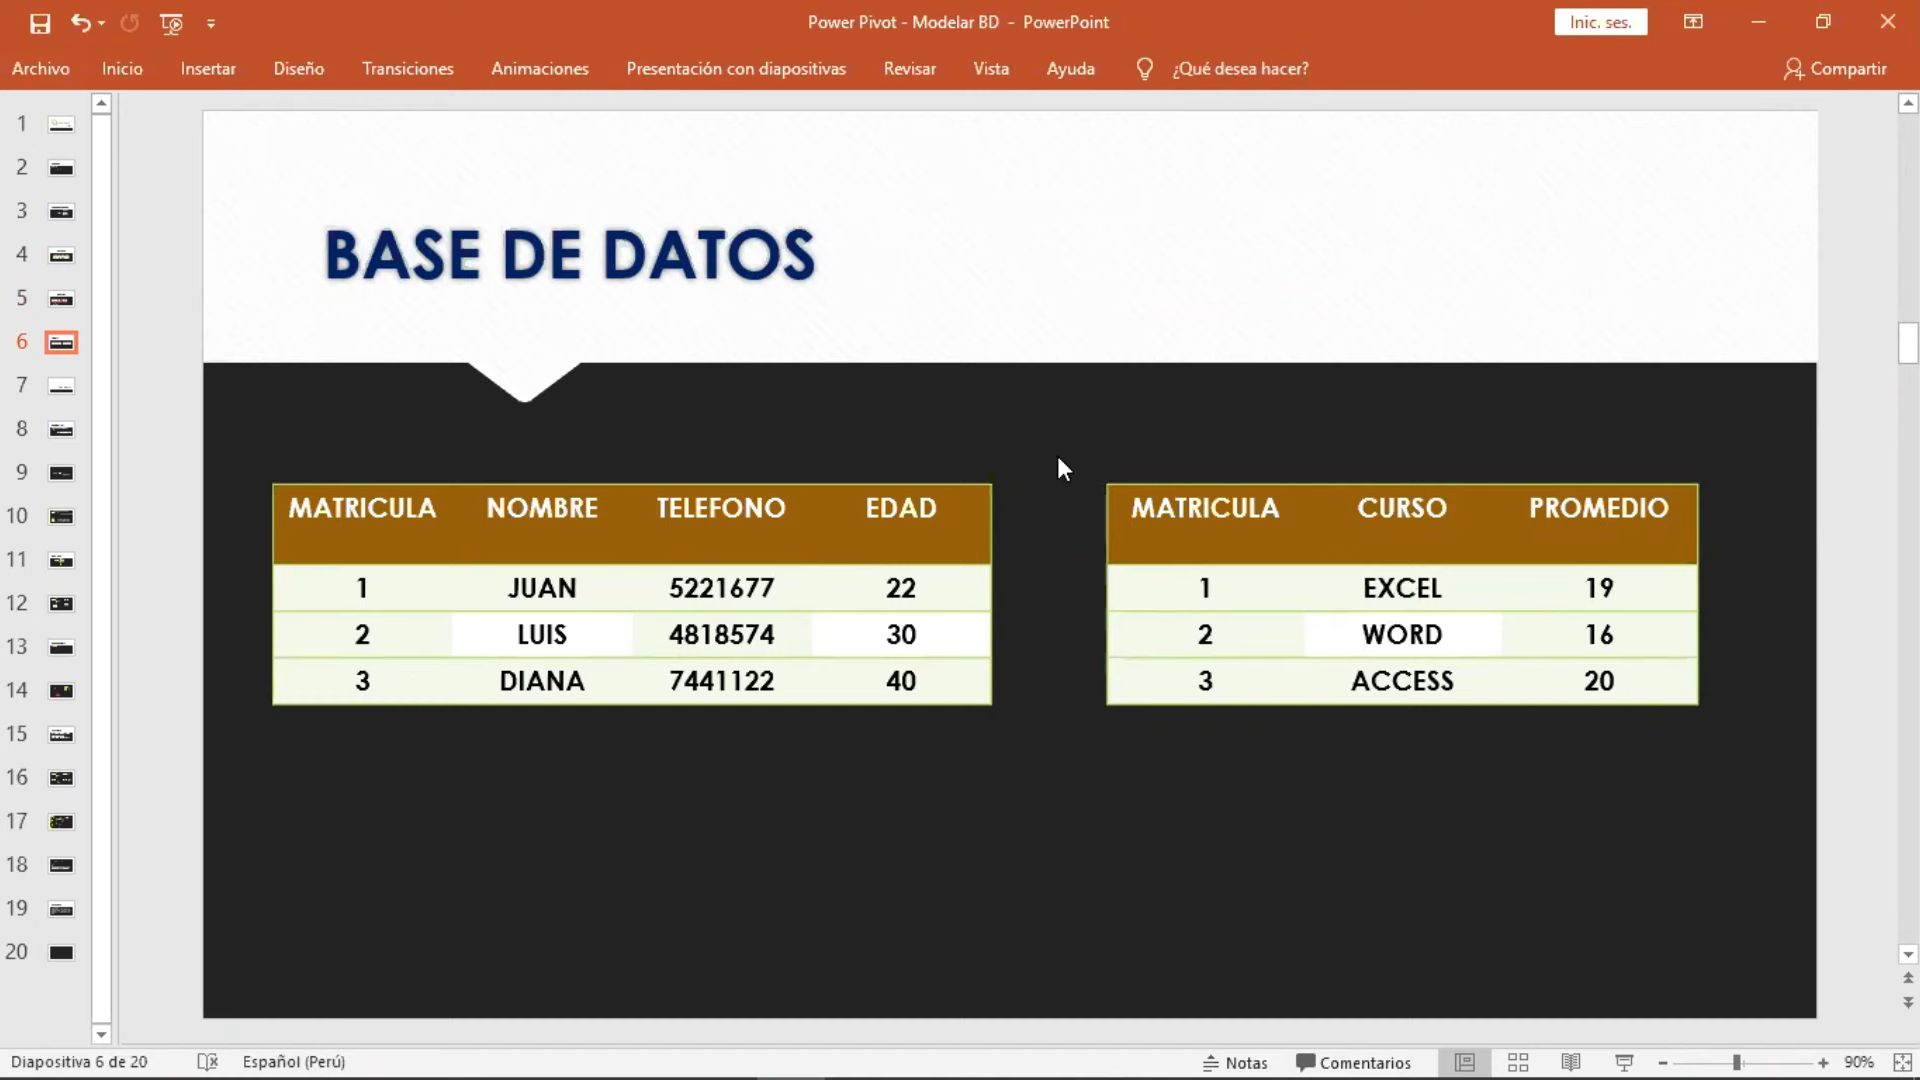 Power Pivot - Modelar BD - PowerPoint
Inic. ses.
Archivo Inicio Insertar Diseño Transiciones Animaciones Presentación con diapositivas Revisar Vista Ayuda ¿Qué desea hacer? Compartir
1
2
3
4
5
6
7
8
9
10
11
12
13
14
15
16
17
18
19
20
BASE DE DATOS
MATRICULA NOMBRE TELEFONO EDAD
1 JUAN 5221677 22
2 LUIS 4818574 30
3 DIANA 7441122 40
MATRICULA CURSO PROMEDIO
1 EXCEL 19
2 WORD 16
3 ACCESS 20
Diapositiva 6 de 20 Español (Perú) Notas Comentarios 90%